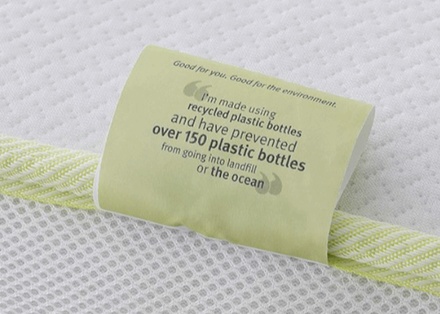 Good for you. Good for the environment.
“I'm made using
recycled plastic bottles
and have prevented
over 150 plastic bottles
from going into landfill
or the ocean”